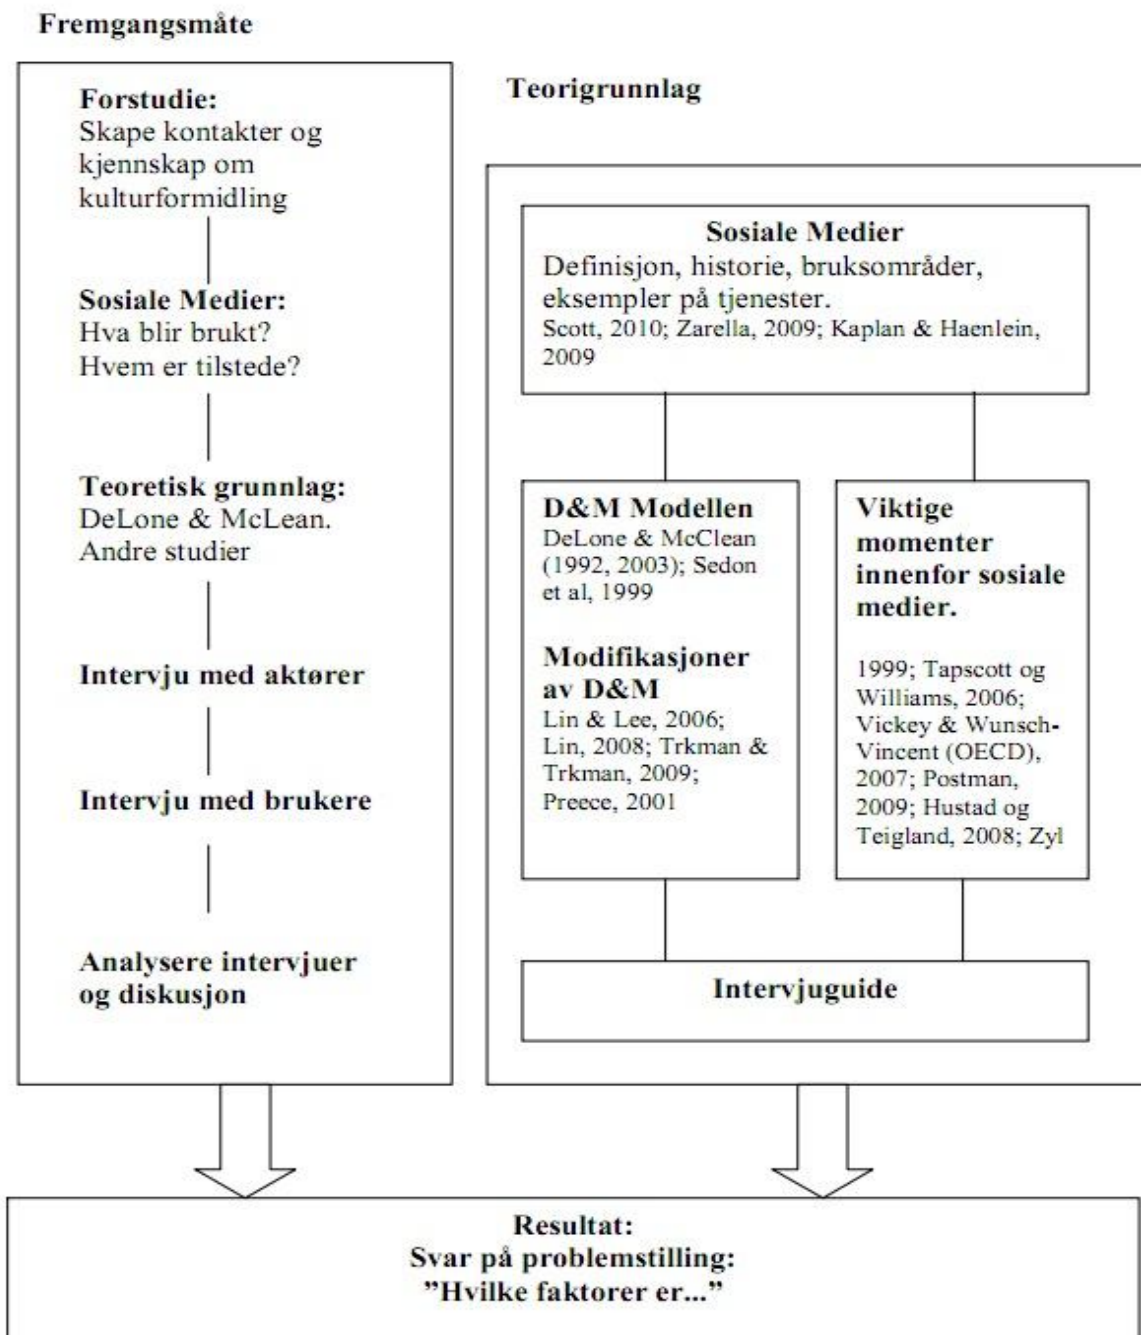 Fremgangsmåte
Forstudie:
Skape kontakter og
kjennskap om
kulturformidling
Sosiale Medier:
Hva blir brukt?
Hvem er tilstede?
Teoretisk grunnlag:
DeLone & McLean.
Andre studier
Intervju med aktører
Intervju med brukere
Analysere intervjuer
og diskusjon
Teorigrunnlag
Sosiale Medier
Definisjon, historie, bruksområder,
eksempler på tjenester.
Scott, 2010; Zarella, 2009; Kaplan & Haenlein,
2009
D&M Modellen
DeLone & McClean
(1992, 2003); Sedon
et al, 1999
Modifikasjoner
av D&M
Lin & Lee, 2006;
Lin, 2008; Trkman &
Trkman, 2009;
Preece, 2001
Viktige
momenter
innenfor sosiale
medier.
1999; Tapscott og
Williams, 2006;
Vickey & Wunsch-
Vincent (OECD),
2007; Postman,
2009; Hustad og
Teigland, 2008; Zyl
Intervjuguide
Resultat:
Svar på problemstilling:
”Hvilke faktorer er...”